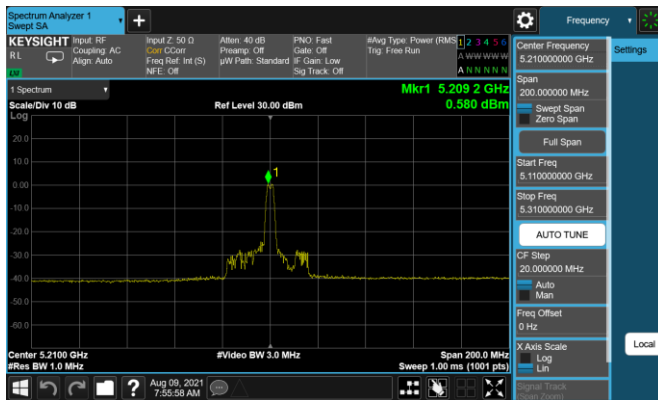 Spectrum Analyzer 1
Swept SA
Frequency
KEYSIGHT
RL
LXI
Input: RF
Coupling: AC
Align: Auto
Input Z: 50 Ω
Corr CCorr
Freq Ref: Int (S)
NFE: Off
Atten: 40 dB
Preamp: Off
µW Path: Standard
PNO: Fast
Gate: Off
IF Gain: Low
Sig Track: Off
#Avg Type: Power (RMS
Trig: Free Run
1 2 3 4 5 6
A W W W W W
A N N N N N
1 Spectrum
Scale/Div 10 dB
Log
Ref Level 30.00 dBm
Mkr1 5.209 2 GHz
0.580 dBm
20.0
10.0
0.00
-10.0
-20.0
-30.0
-40.0
-50.0
-60.0
1
Center 5.2100 GHz
#Res BW 1.0 MHz
#Video BW 3.0 MHz
Span 200.0 MHz
Sweep 1.00 ms (1001 pts)
Aug 09, 2021
7:55:58 AM
Center Frequency
5.210000000 GHz
Settings
Span
200.000000 MHz
Swept Span
Zero Span
Full Span
Start Freq
5.110000000 GHz
Stop Freq
5.310000000 GHz
AUTO TUNE
CF Step
20.000000 MHz
Auto
Man
Freq Offset
0 Hz
X Axis Scale
Log
Lin
Local
Signal Track
(Span Zoom)